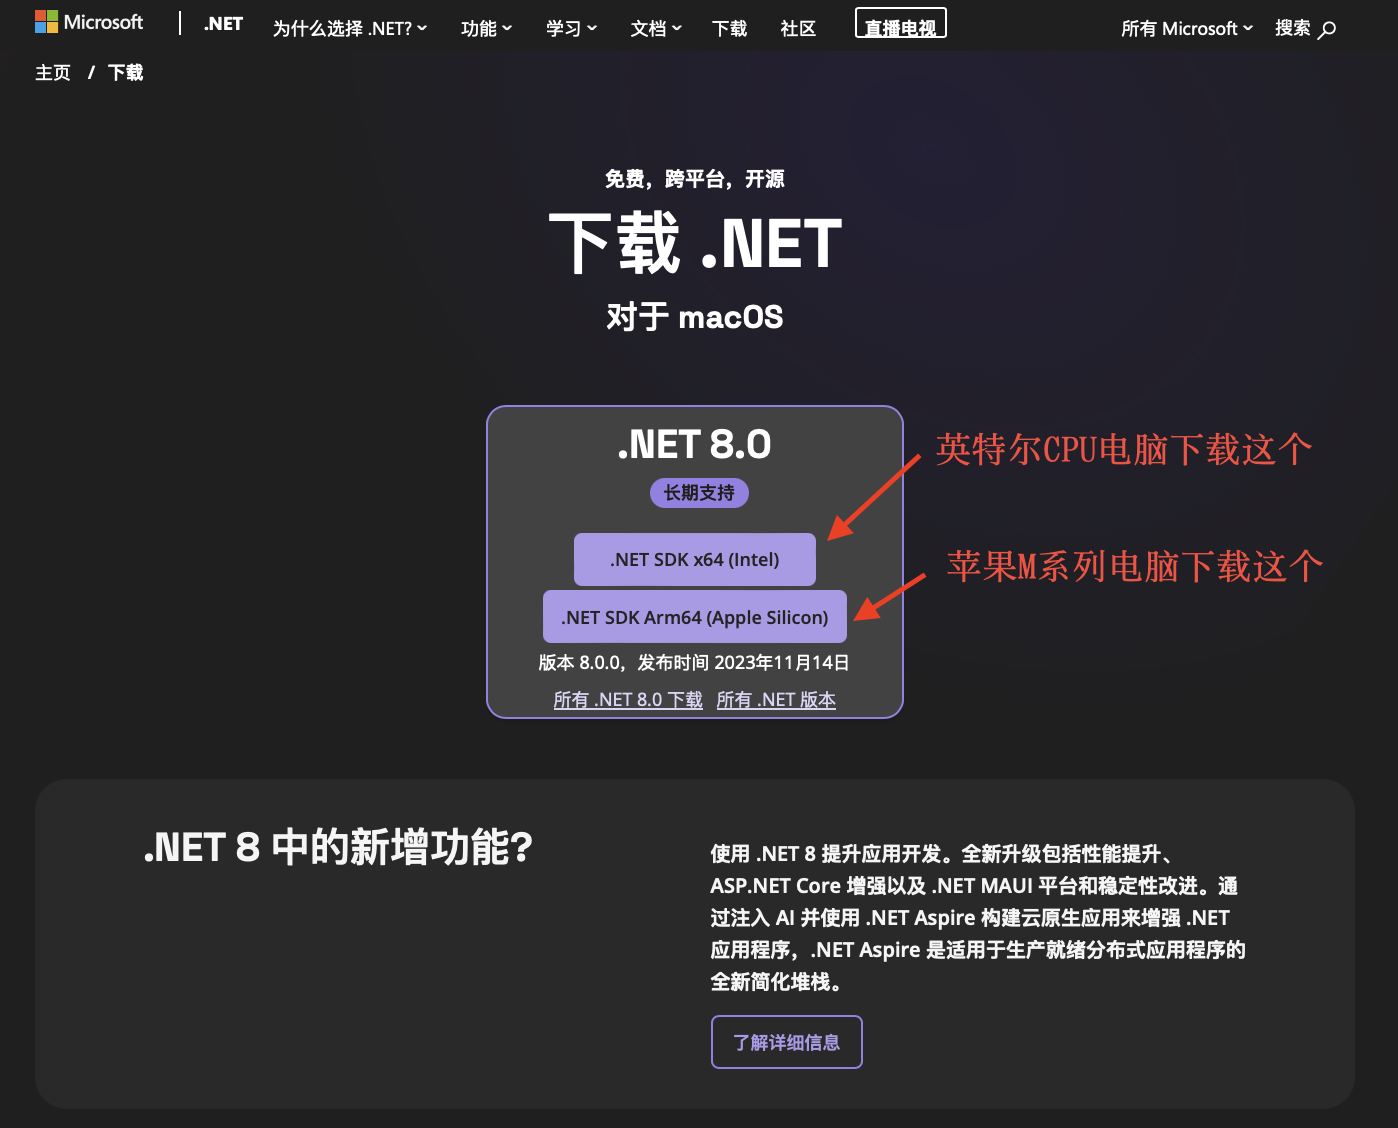 Microsoft
.NET
为什么选择 .NET?
功能
学习
文档
下载
社区
直播电视
所有 Microsoft
搜索
主页 / 下载
免费，跨平台，开源
下载 .NET
对于 macOS
.NET 8.0
长期支持
英特尔CPU电脑下载这个
.NET SDK x64 (Intel)
苹果M系列电脑下载这个
.NET SDK Arm64 (Apple Silicon)
版本 8.0.0，发布时间 2023年11月14日
所有 .NET 8.0 下载 所有 .NET 版本
.NET 8 中的新增功能?
使用 .NET 8 提升应用开发。全新升级包括性能提升、
ASP.NET Core 增强以及 .NET MAUI 平台和稳定性改进。通
过注入 AI 并使用 .NET Aspire 构建云原生应用来增强 .NET
应用程序，.NET Aspire 是适用于生产就绪分布式应用程序的
全新简化堆栈。
了解详细信息